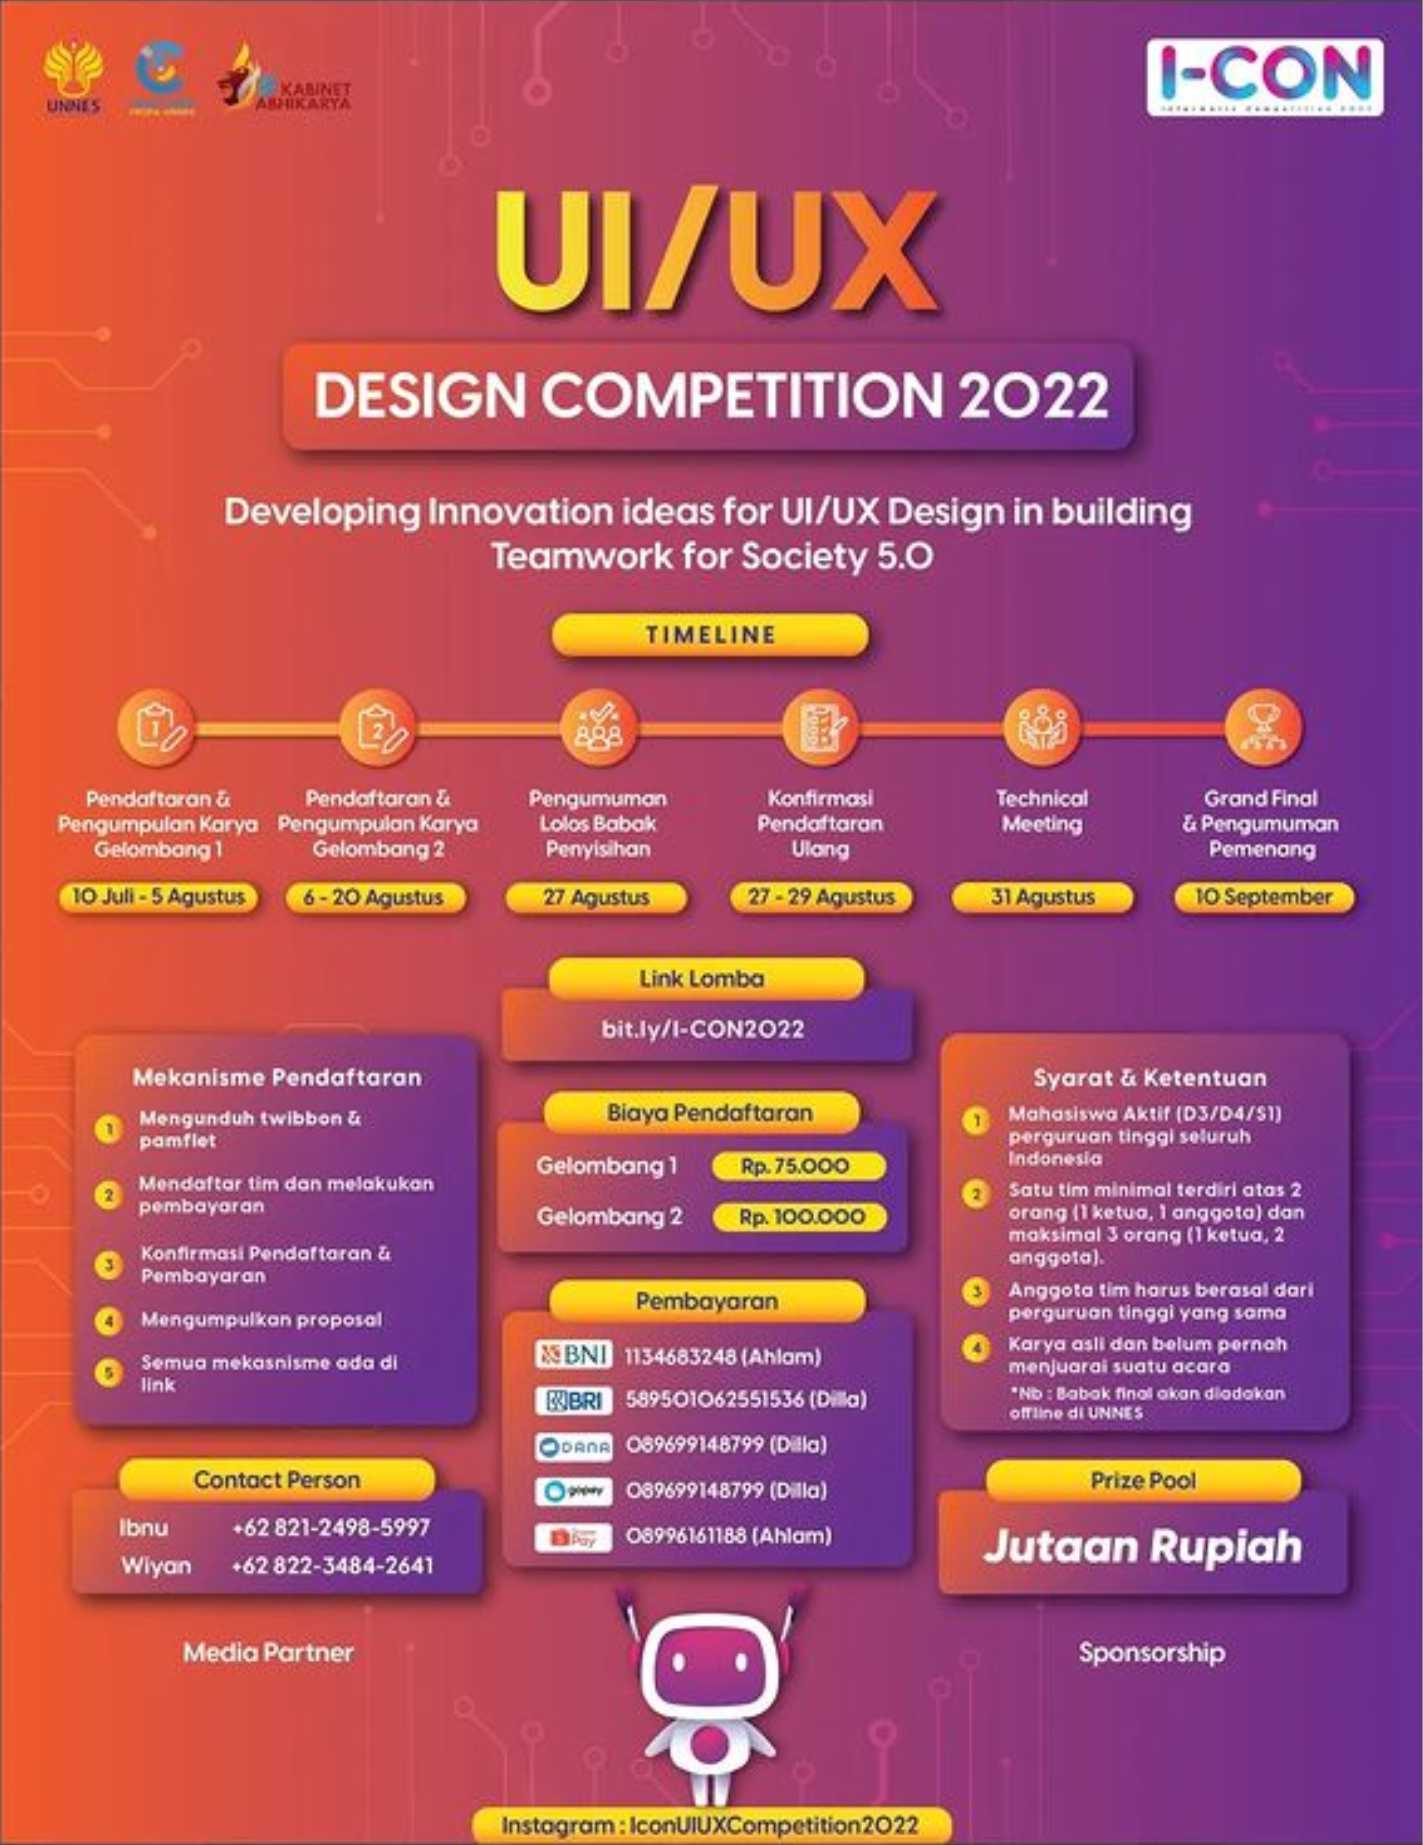 UNNES
KABINET
ABHIKARYA
I-CON
UI/UX
DESIGN COMPETITION 2022
Developing Innovation ideas for UI/UX Design in building
Teamwork for Society 5.0
TIMELINE
1
Pendaftaran &
Pengumpulan Karya
Gelombang 1
10 Juli - 5 Agustus
2
Pendaftaran &
Pengumpulan Karya
Gelombang 2
6 - 20 Agustus
Pengumuman
Lolos Babak
Penyisihan
27 Agustus
Konfirmasi
Pendaftaran
Ulang
27 - 29 Agustus
Technical
Meeting
31 Agustus
Grand Final
& Pengumuman
Pemenang
10 September
Link Lomba
bit.ly/I-CON2022
Mekanisme Pendaftaran
1 Mengunduh twibbon &
pamflet
2 Mendaftar tim dan melakukan
pembayaran
3 Konfirmasi Pendaftaran &
Pembayaran
4 Mengumpulkan proposal
5 Semua mekasnisme ada di
link
Biaya Pendaftaran
Gelombang 1 Rp. 75.000
Gelombang 2 Rp. 100.000
Pembayaran
BNI 1134683248 (Ahlam)
BRI 589501062551536 (Dilla)
DANA 089699148799 (Dilla)
gopay 089699148799 (Dilla)
Pay 08996161188 (Ahlam)
Syarat & Ketentuan
1 Mahasiswa Aktif (D3/D4/S1)
perguruan tinggi seluruh
Indonesia
2 Satu tim minimal terdiri atas 2
orang (1 ketua, 1 anggota) dan
maksimal 3 orang (1 ketua, 2
anggota).
3 Anggota tim harus berasal dari
perguruan tinggi yang sama
4 Karya asli dan belum pernah
menjuarai suatu acara
*Nb : Babak final akan diadakan
offline di UNNES
Contact Person
Ibnu +62 821-2498-5997
Wiyan +62 822-3484-2641
Prize Pool
Jutaan Rupiah
Media Partner
Sponsorship
Instagram : IconUIUXCompetition2022